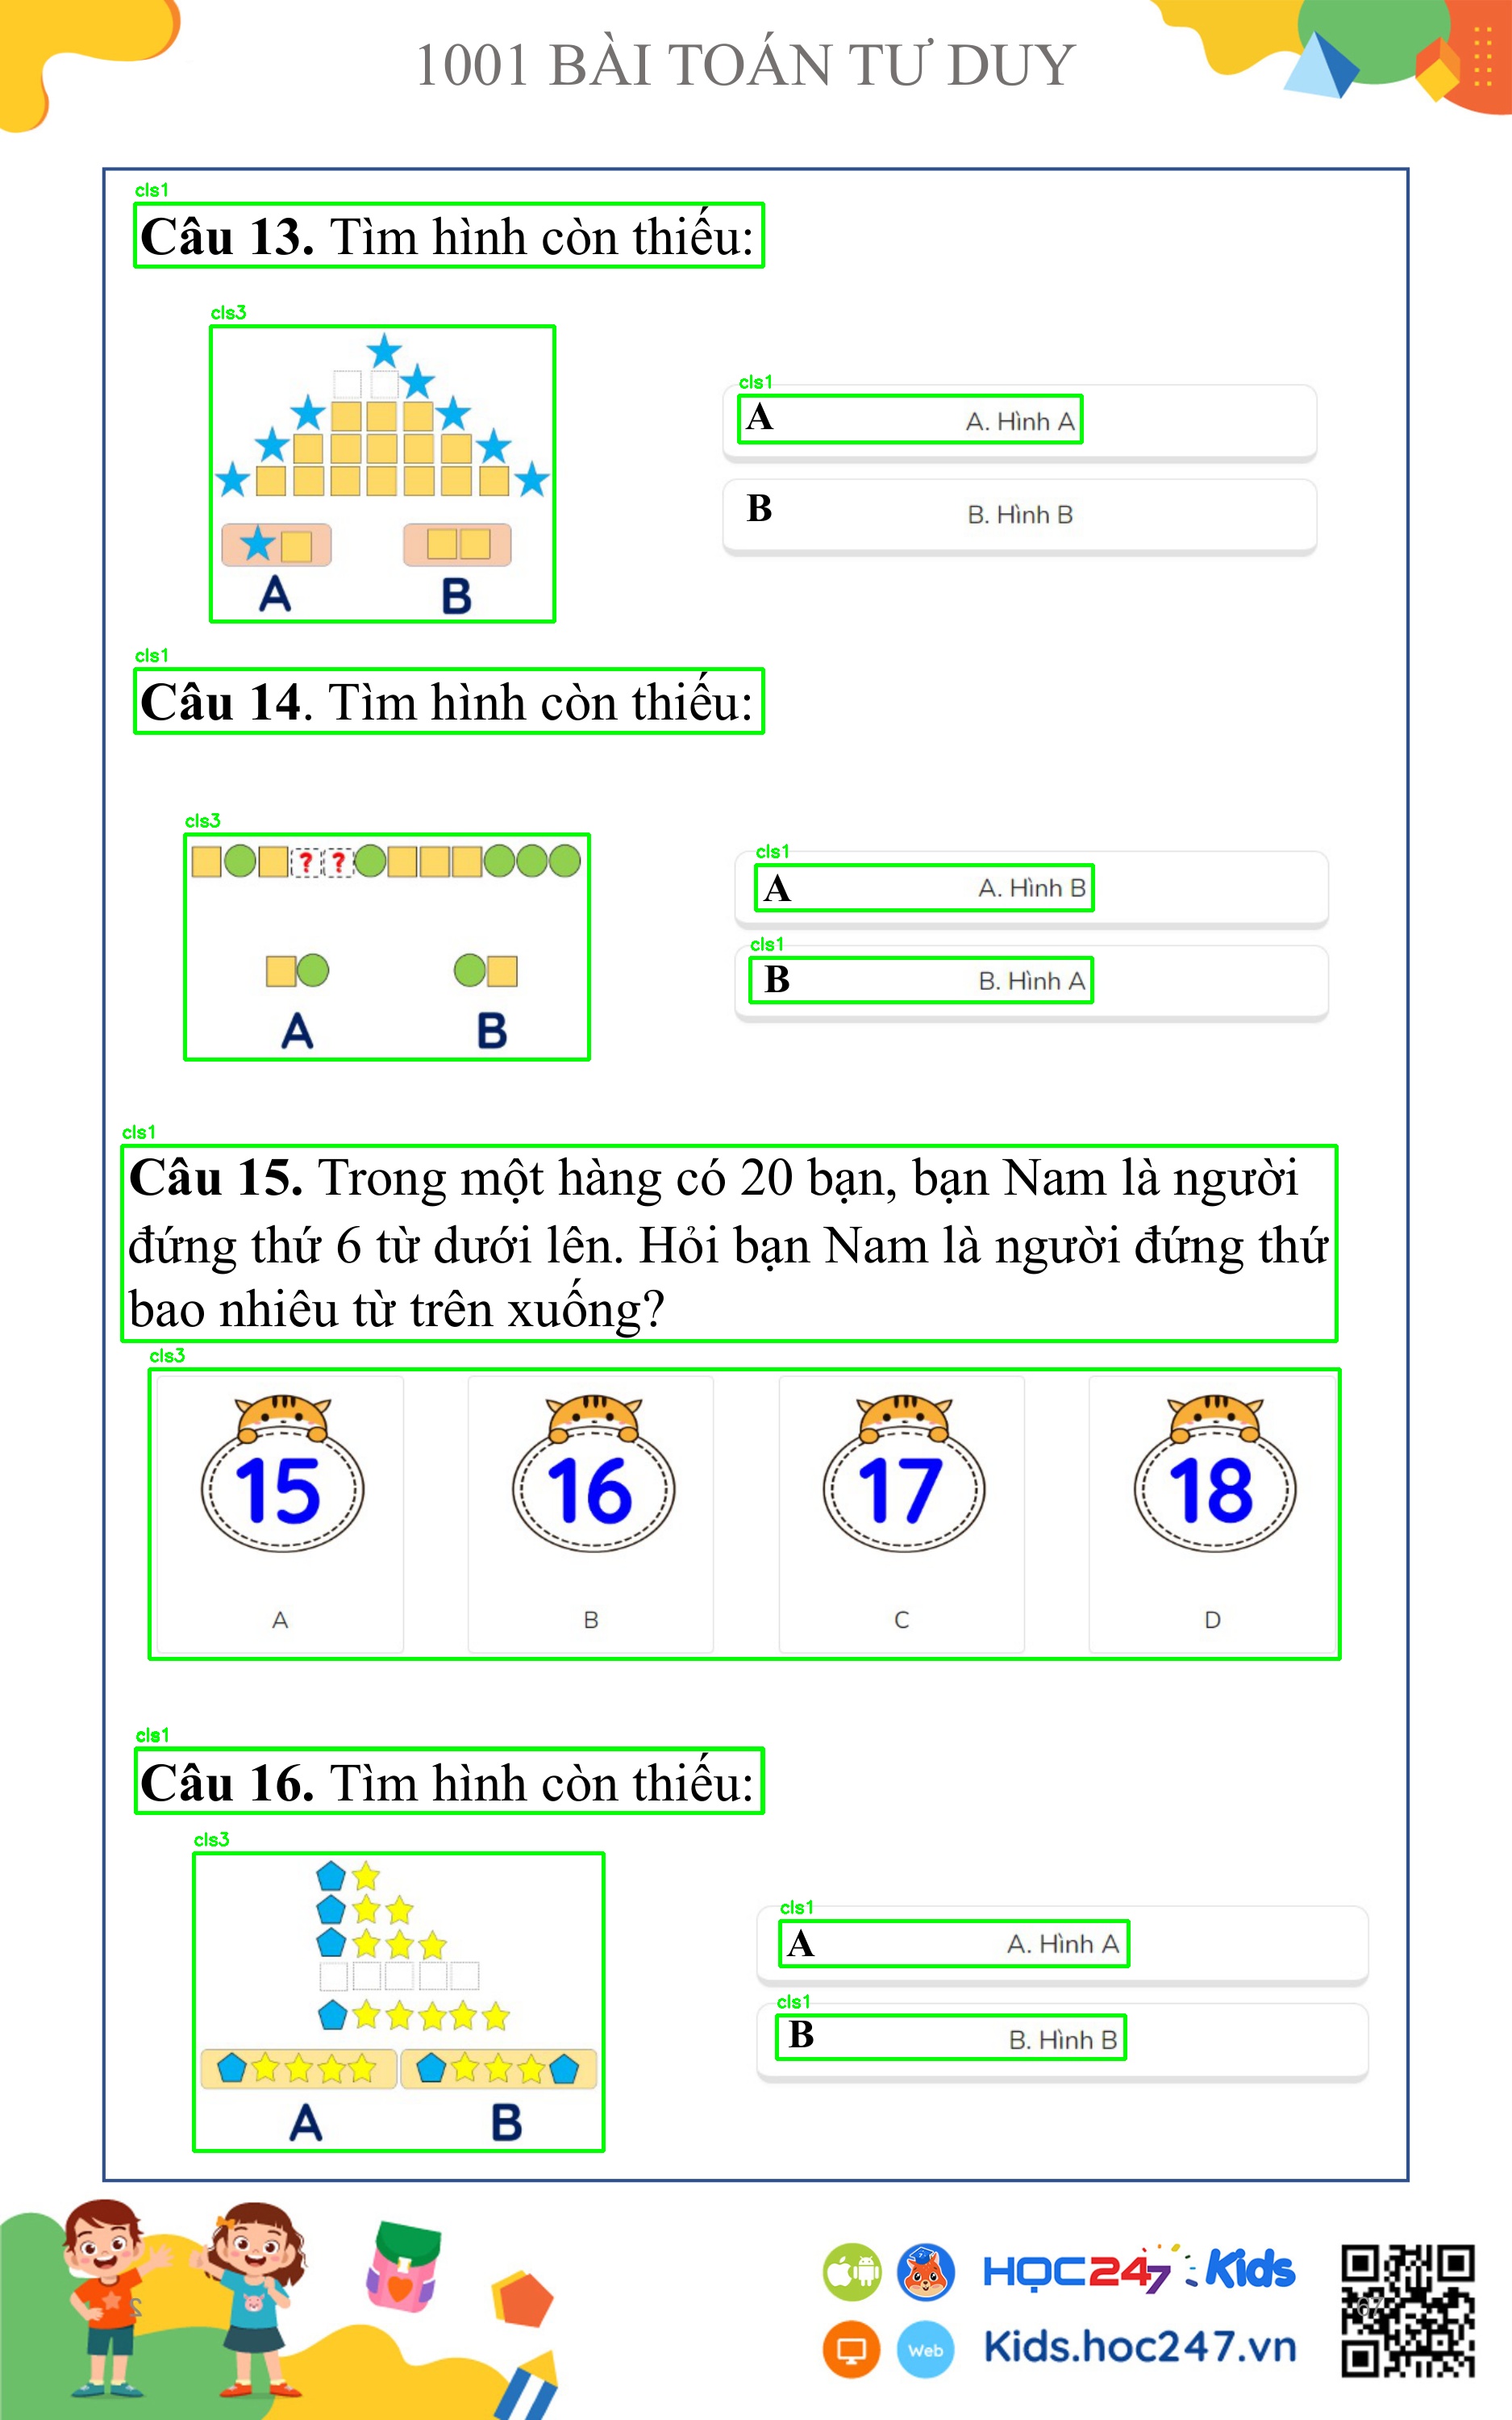 1001 BÀI TOÁN TƯ DUY
cls1
Câu 13. Tìm hình còn thiếu:
cls3
A B
cls1
A A. Hình A
B B. Hình B
cls1
Câu 14. Tìm hình còn thiếu:
cls3
? ?
A B
cls1
A A. Hình B
cls1
B B. Hình A
cls1
Câu 15. Trong một hàng có 20 bạn, bạn Nam là người
đứng thứ 6 từ dưới lên. Hỏi bạn Nam là người đứng thứ
bao nhiêu từ trên xuống?
cls3
15 16 17 18
A B C D
cls1
Câu 16. Tìm hình còn thiếu:
cls3
A B
cls1
A A. Hình A
cls1
B B. Hình B
HỌC247 Kids
2
67
Web
Kids.hoc247.vn